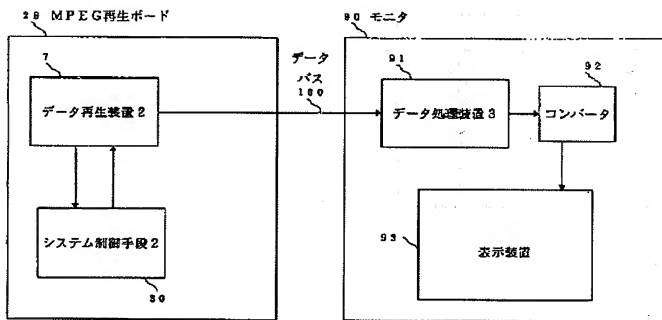 29 MPEG再生ボード
7
データ再生装置2
システム制御手段2
30
データ
バス
100
90 モニタ
91
データ処理装置3
92
コンバータ
93
表示装置